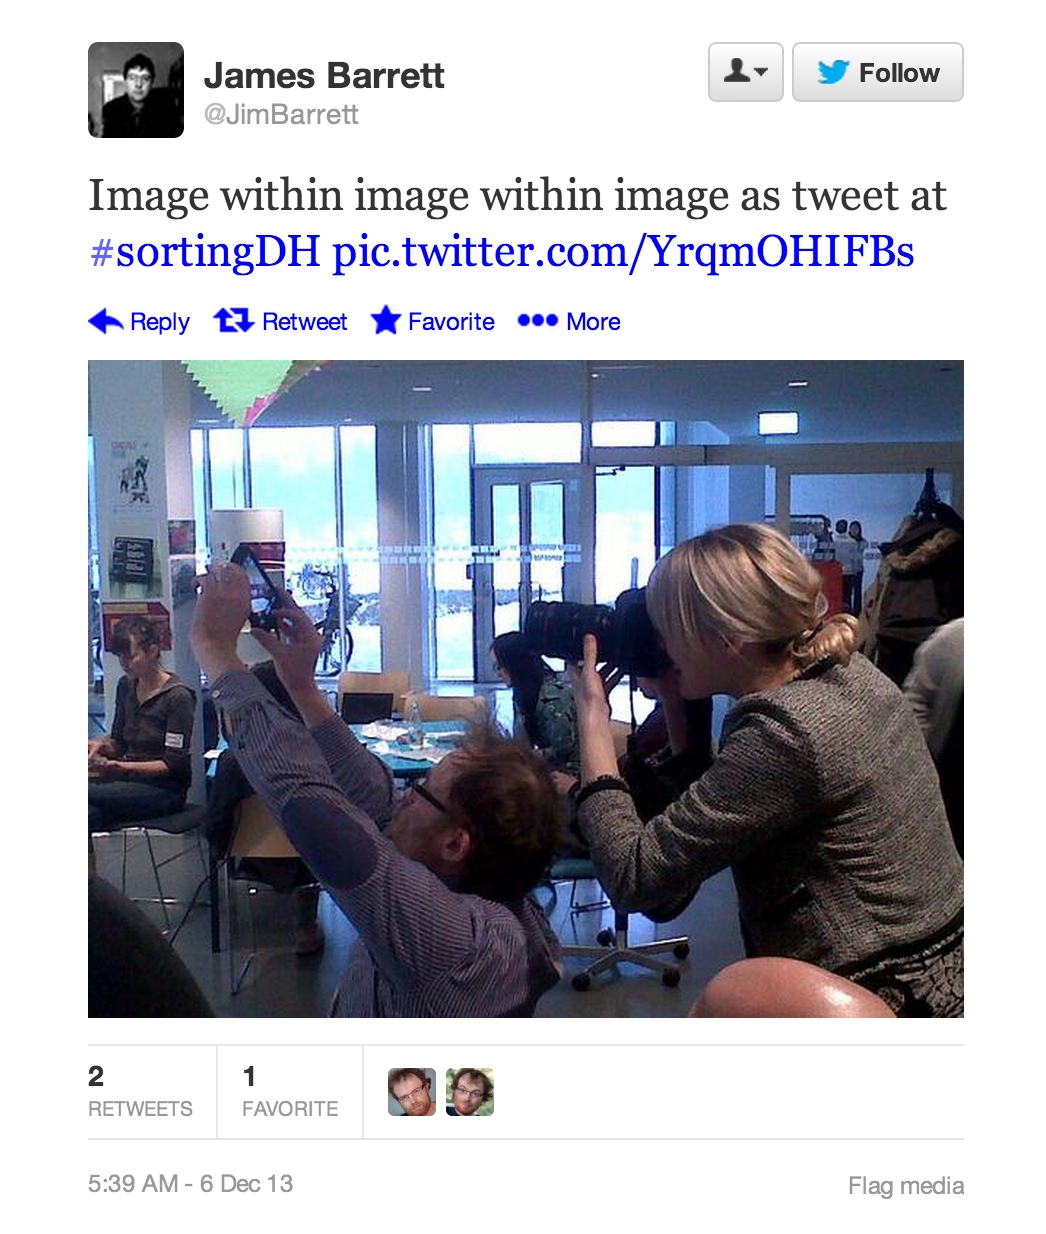 James Barrett
@JimBarrett
Follow
Image within image within image as tweet at
#sortingDH pic.twitter.com/YrqmOHIFBs
Reply Retweet Favorite More
2 1
RETWEETS FAVORITE
5:39 AM - 6 Dec 13 Flag media